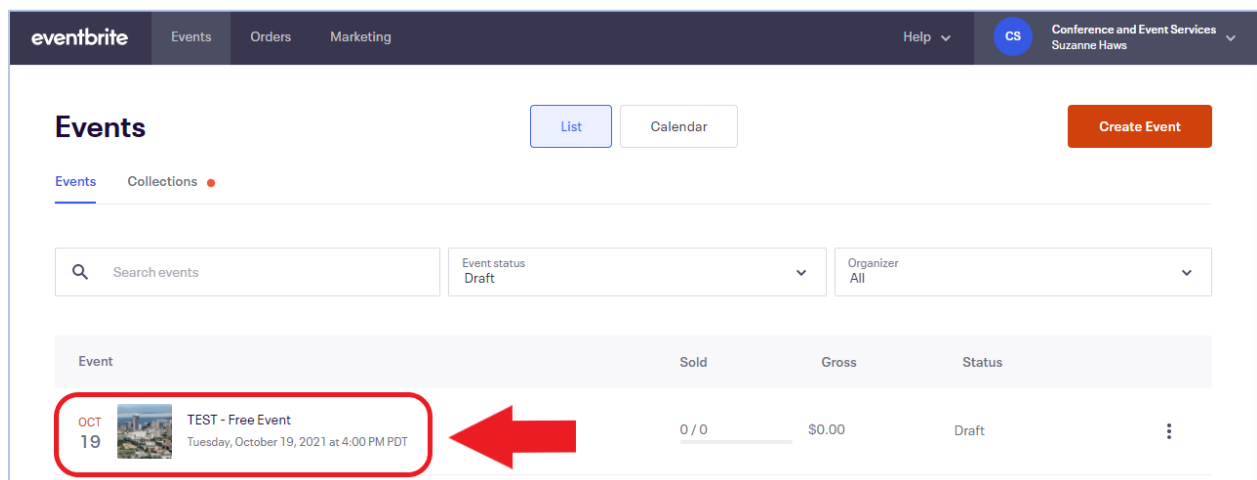 eventbrite Events Orders Marketing Help CS Conference and Event Services
Suzanne Haws
Events List Calendar Create Event
Events Collections
Search events Event status Organizer
Draft All
Event Sold Gross Status
OCT TEST - Free Event
19 Tuesday, October 19, 2021 at 4:00 PM PDT 0 / 0 $0.00 Draft